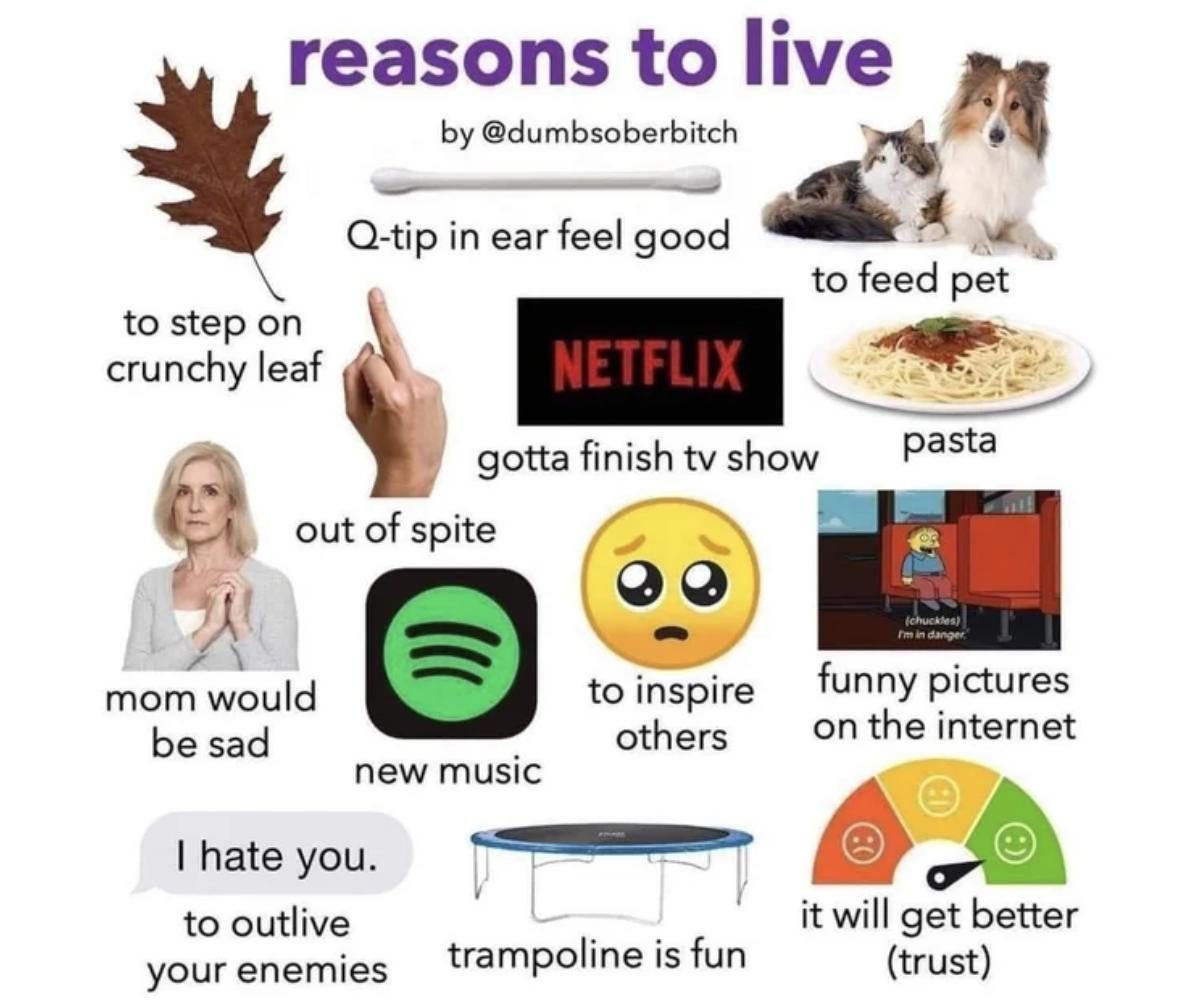 reasons to live
by @dumbsoberbitch
Q-tip in ear feel good
to feed pet
to step on
crunchy leaf
NETFLIX
gotta finish tv show
pasta
out of spite
(chuckles)
I'm in danger.
mom would
be sad
new music
to inspire
others
funny pictures
on the internet
I hate you.
to outlive
your enemies
trampoline is fun
it will get better
(trust)